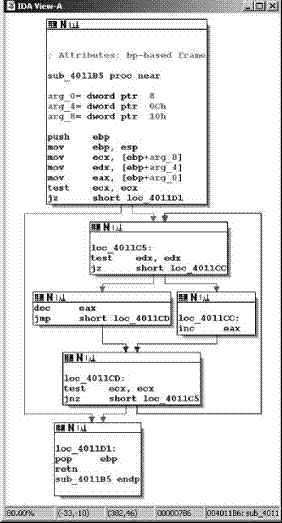 IDA View-A
N
; Attributes: bp-based frame
sub_4011B5 proc near
arg_0= dword ptr  8
arg_4= dword ptr  0Ch
arg_8= dword ptr  10h
push    ebp
mov     ebp, esp
mov     ecx, [ebp+arg_8]
mov     edx, [ebp+arg_4]
mov     eax, [ebp+arg_0]
test    ecx, ecx
jz      short loc_4011D1
N
loc_4011C5:
test    edx, edx
jz      short loc_4011CC
N
dec     eax
jmp     short loc_4011CD
N
loc_4011CC:
inc     eax
N
loc_4011CD:
test    ecx, ecx
jnz     short loc_4011C5
N
loc_4011D1:
pop     ebp
retn
sub_4011B5 endp
80.00% (-33,-10) (382,46) 000007B6 004011B6: sub_4011